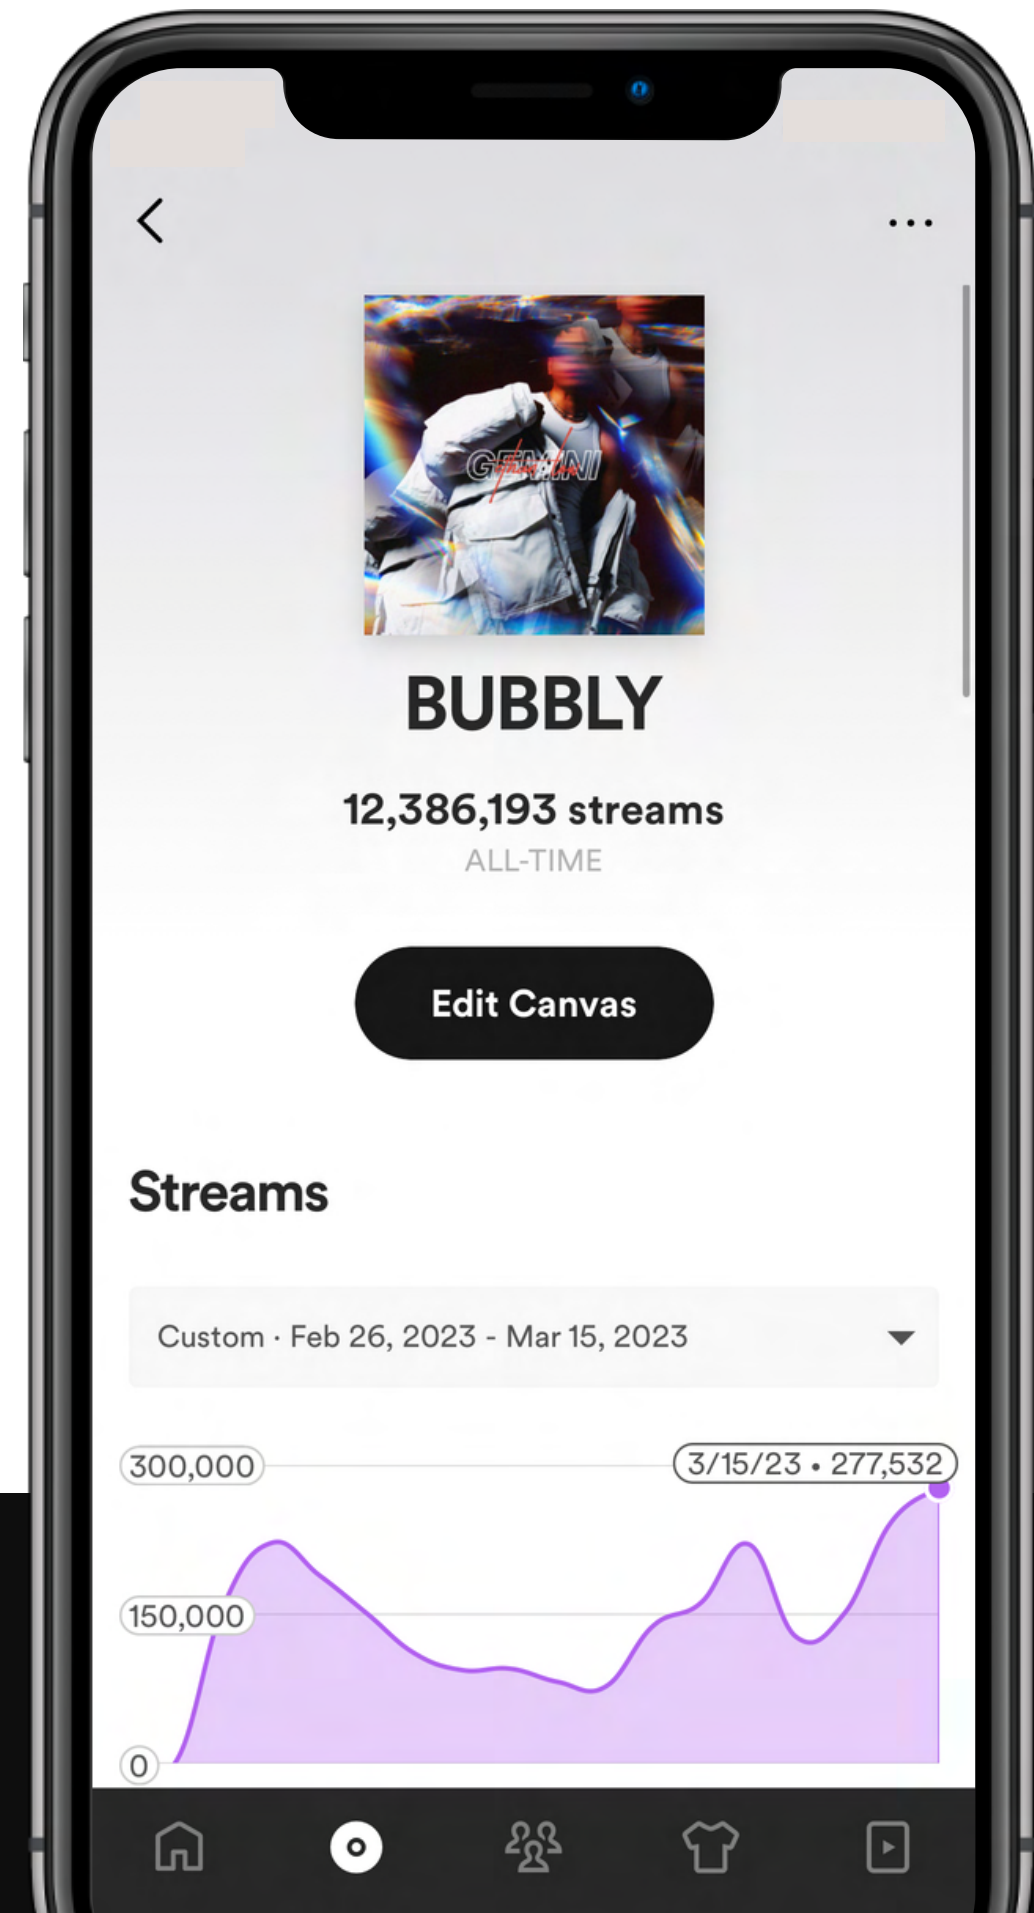 GEMINI
BUBBLY
12,386,193 streams
ALL-TIME
Edit Canvas
Streams
Custom · Feb 26, 2023 - Mar 15, 2023
300,000
3/15/23 • 277,532
150,000
0